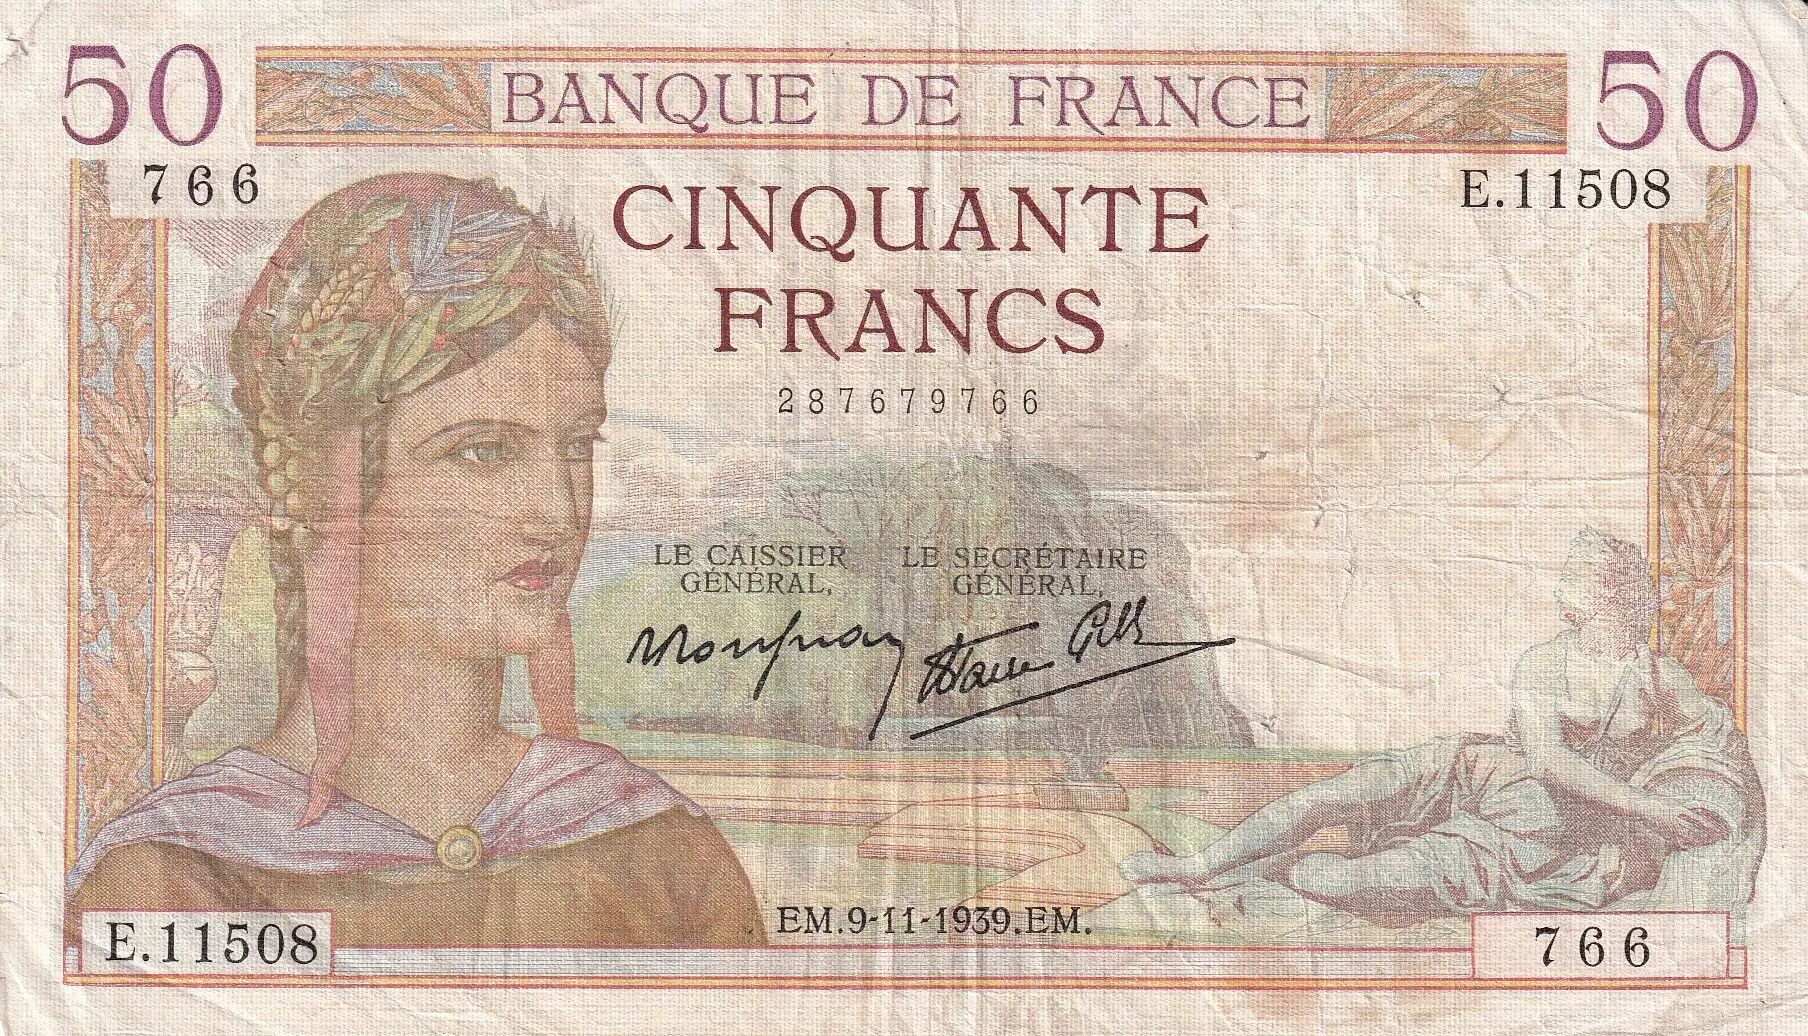 50 BANQUE DE FRANCE 50
766 E.11508
CINQUANTE
FRANCS
287679766
LE CAISSIER
GÉNÉRAL,
LE SECRÉTAIRE
GÉNÉRAL,
EM.9-11-1939.EM.
E.11508 766